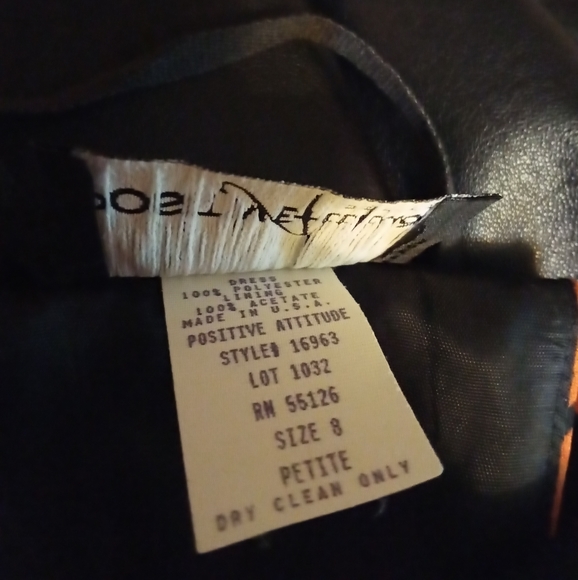 DRESS
100% POLYESTER
LINING
100% ACETATE
MADE IN U.S.A.
POSITIVE ATTITUDE
STYLE# 16963
LOT 1032
RN 55126
SIZE 8
PETITE
DRY CLEAN ONLY